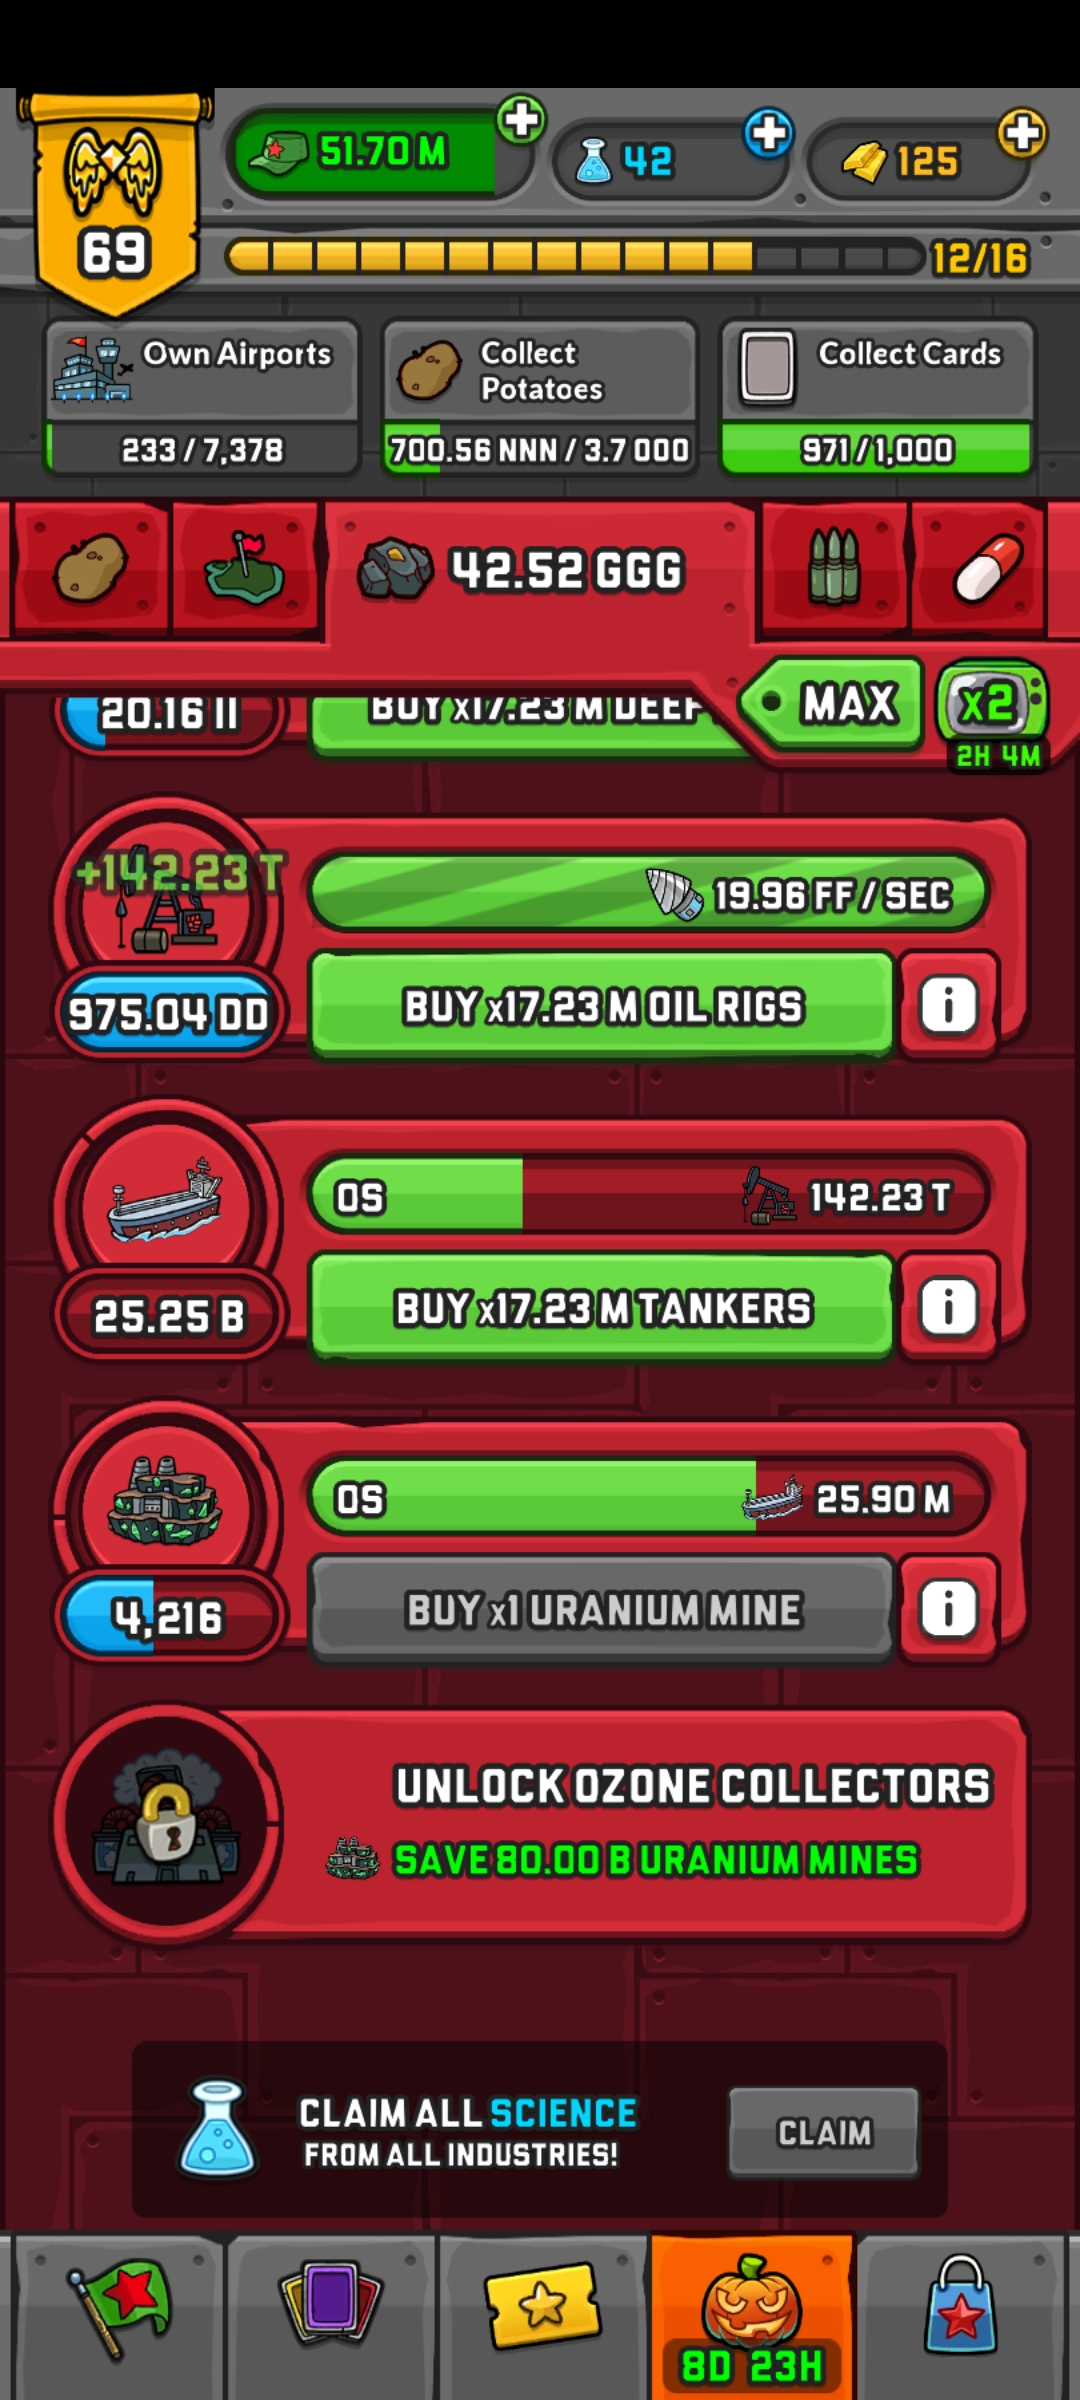 51.70 M
42
125
69
12/16
Own Airports
233 / 7,378
Collect
Potatoes
700.56 NNN / 3.7 OOO
Collect Cards
971 / 1,000
42.52 GGG
MAX
x2
2H 4M
20.16 II
BUY x17.23 M DEEP
+142.23 T
19.96 FF / SEC
975.04 DD
BUY x17.23 M OIL RIGS
i
0S
142.23 T
25.25 B
BUY x17.23 M TANKERS
i
0S
25.90 M
4,216
BUY x1 URANIUM MINE
i
UNLOCK OZONE COLLECTORS
SAVE 80.00 B URANIUM MINES
CLAIM ALL SCIENCE
FROM ALL INDUSTRIES!
CLAIM
8D 23H